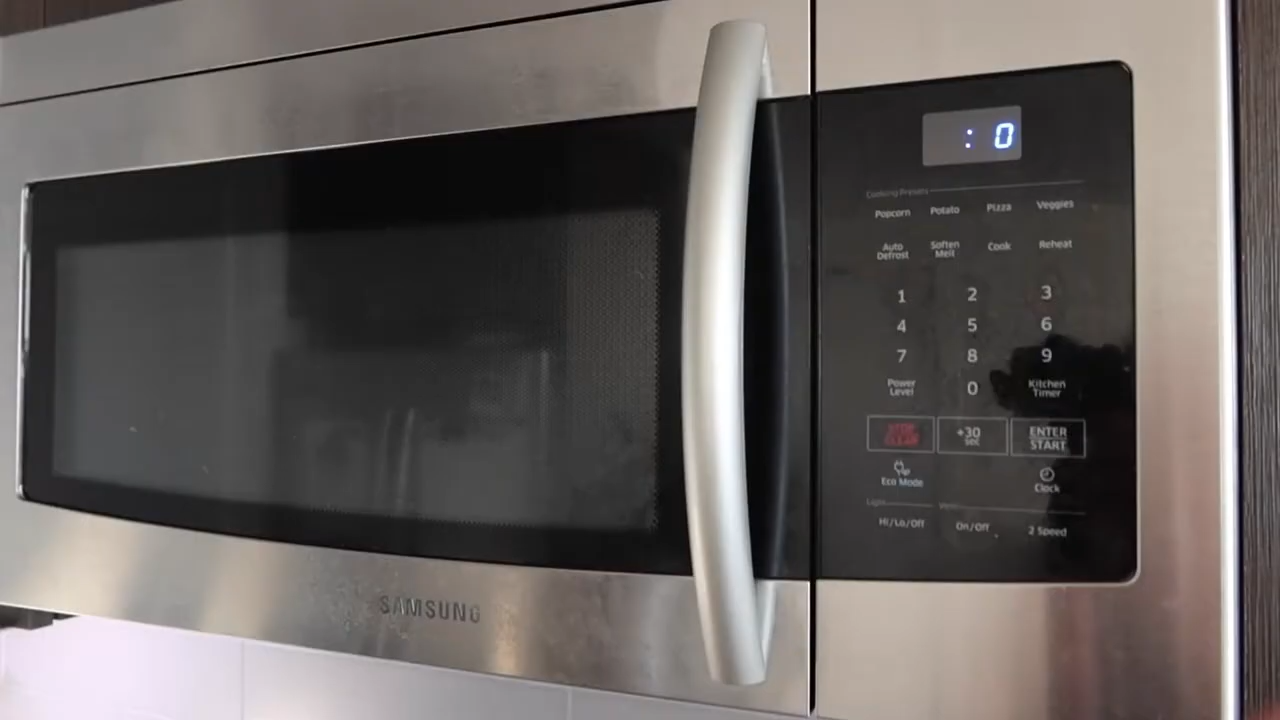 : 0
Cooking Presets
Popcorn Potato Pizza Veggies
Auto Defrost Soften Melt Cook Reheat
1 2 3
4 5 6
7 8 9
Power Level 0 Kitchen Timer
STOP CLEAR +30 sec ENTER START
Eco Mode Clock
Light Vent
Hi/Lo/Off On/Off 2 Speed
SAMSUNG